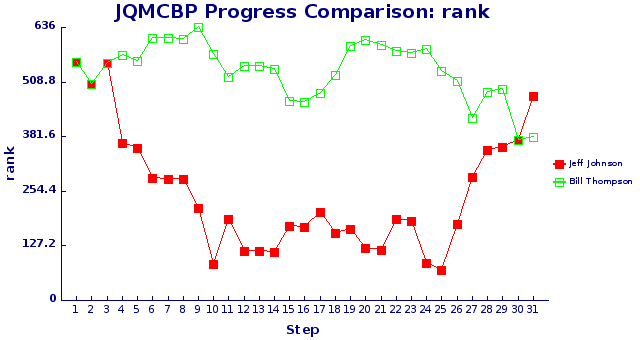 JQMCBP Progress Comparison: rank
636
508.8
381.6
254.4
127.2
0
rank
1 2 3 4 5 6 7 8 9 10 11 12 13 14 15 16 17 18 19 20 21 22 23 24 25 26 27 28 29 30 31
Step
Jeff Johnson
Bill Thompson